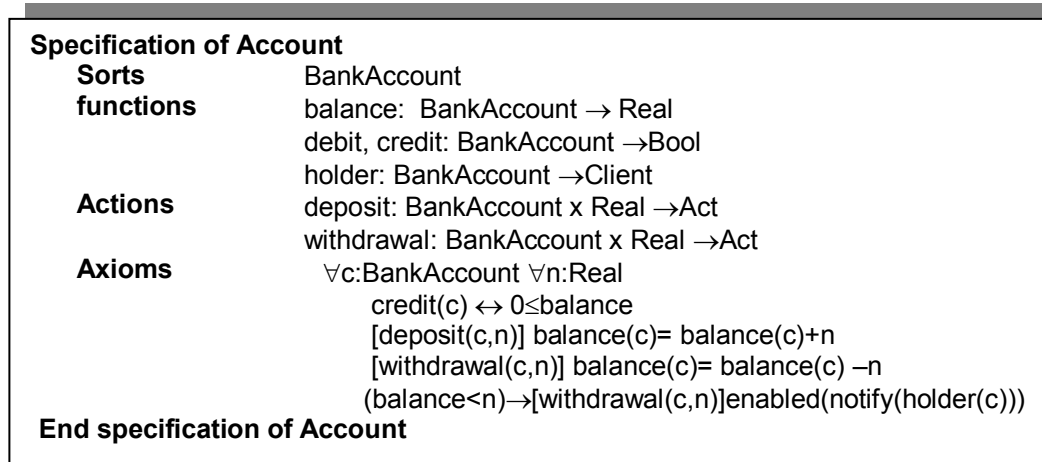 Specification of Account
Sorts BankAccount
functions balance: BankAccount → Real
debit, credit: BankAccount →Bool
holder: BankAccount →Client
Actions deposit: BankAccount x Real →Act
withdrawal: BankAccount x Real →Act
Axioms ∀c:BankAccount ∀n:Real
credit(c) ↔ 0≤balance
[deposit(c,n)] balance(c)= balance(c)+n
[withdrawal(c,n)] balance(c)= balance(c) –n
(balance<n)→[withdrawal(c,n)]enabled(notify(holder(c)))
End specification of Account